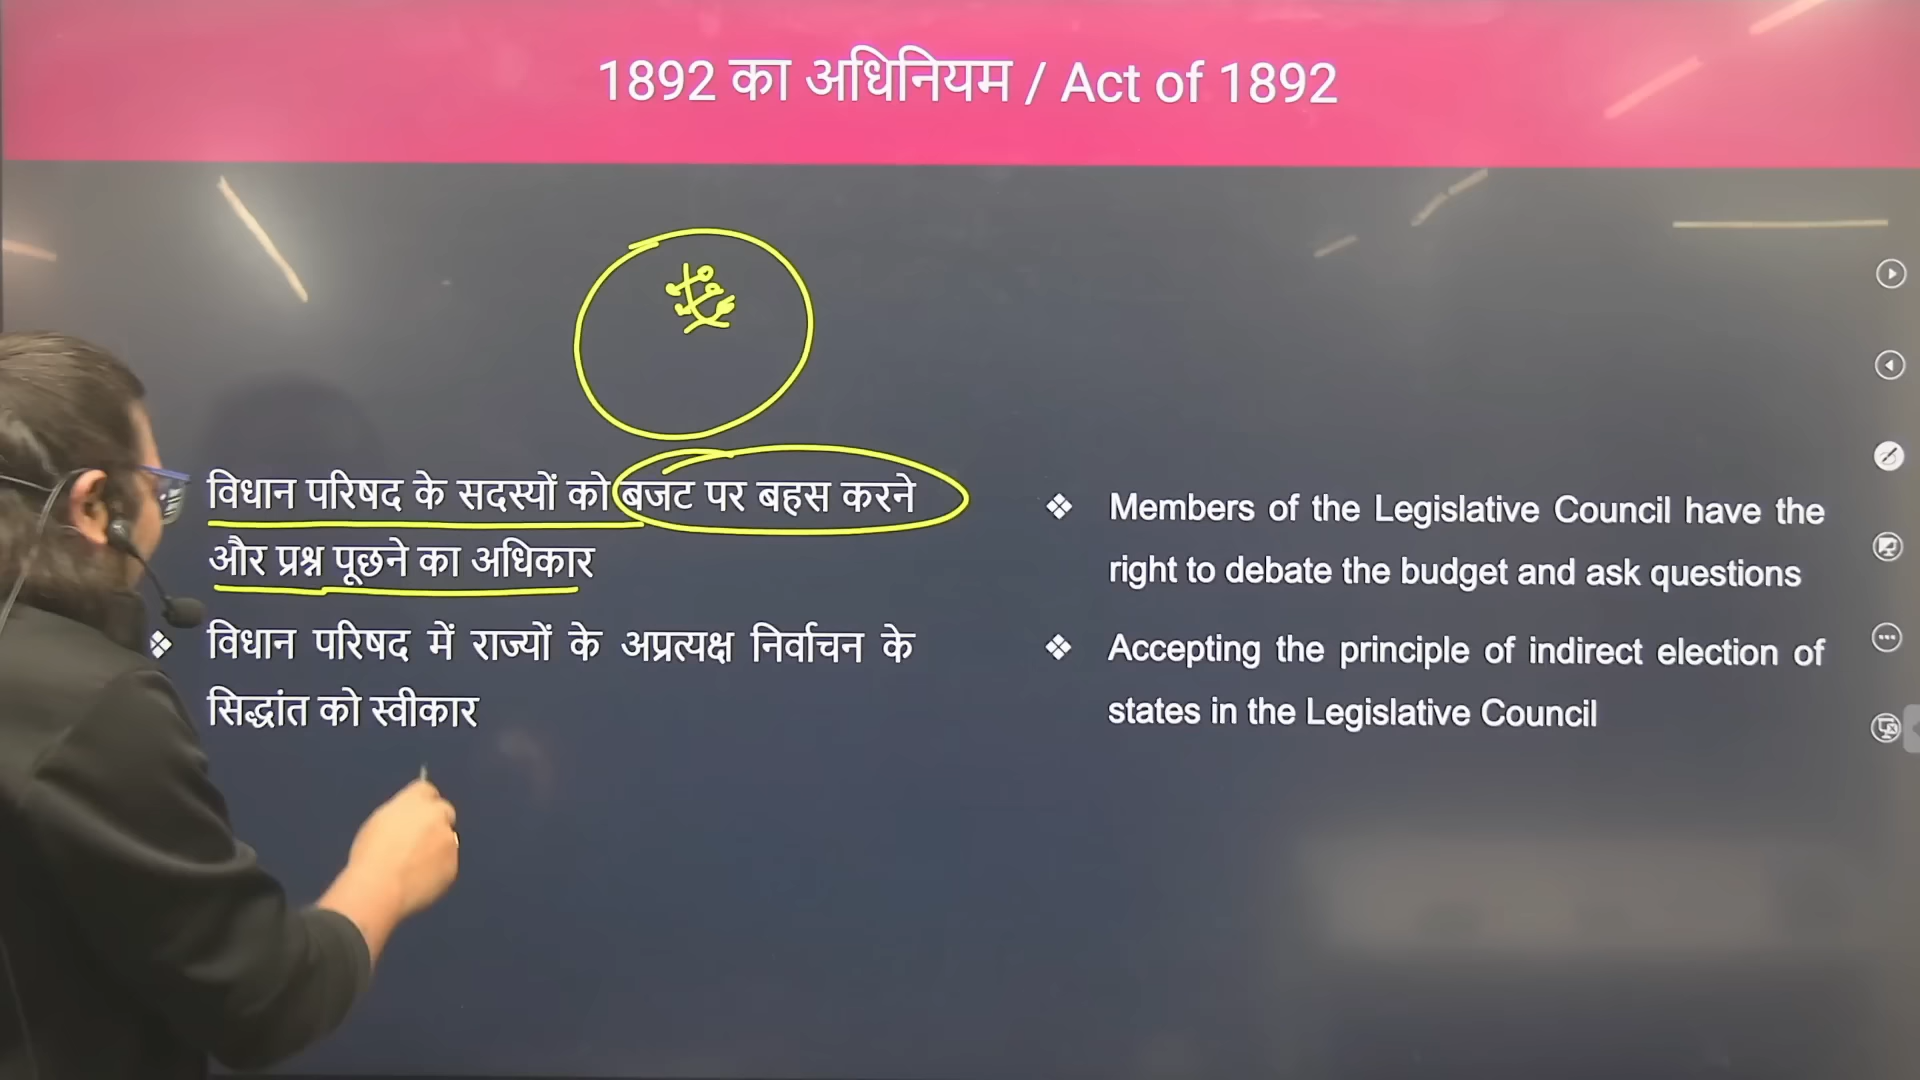 1892 का अधिनियम / Act of 1892
विधान परिषद के सदस्यों को बजट पर बहस करने
और प्रश्न पूछने का अधिकार
❖ विधान परिषद में राज्यों के अप्रत्यक्ष निर्वाचन के
सिद्धांत को स्वीकार
❖ Members of the Legislative Council have the
right to debate the budget and ask questions
❖ Accepting the principle of indirect election of
states in the Legislative Council